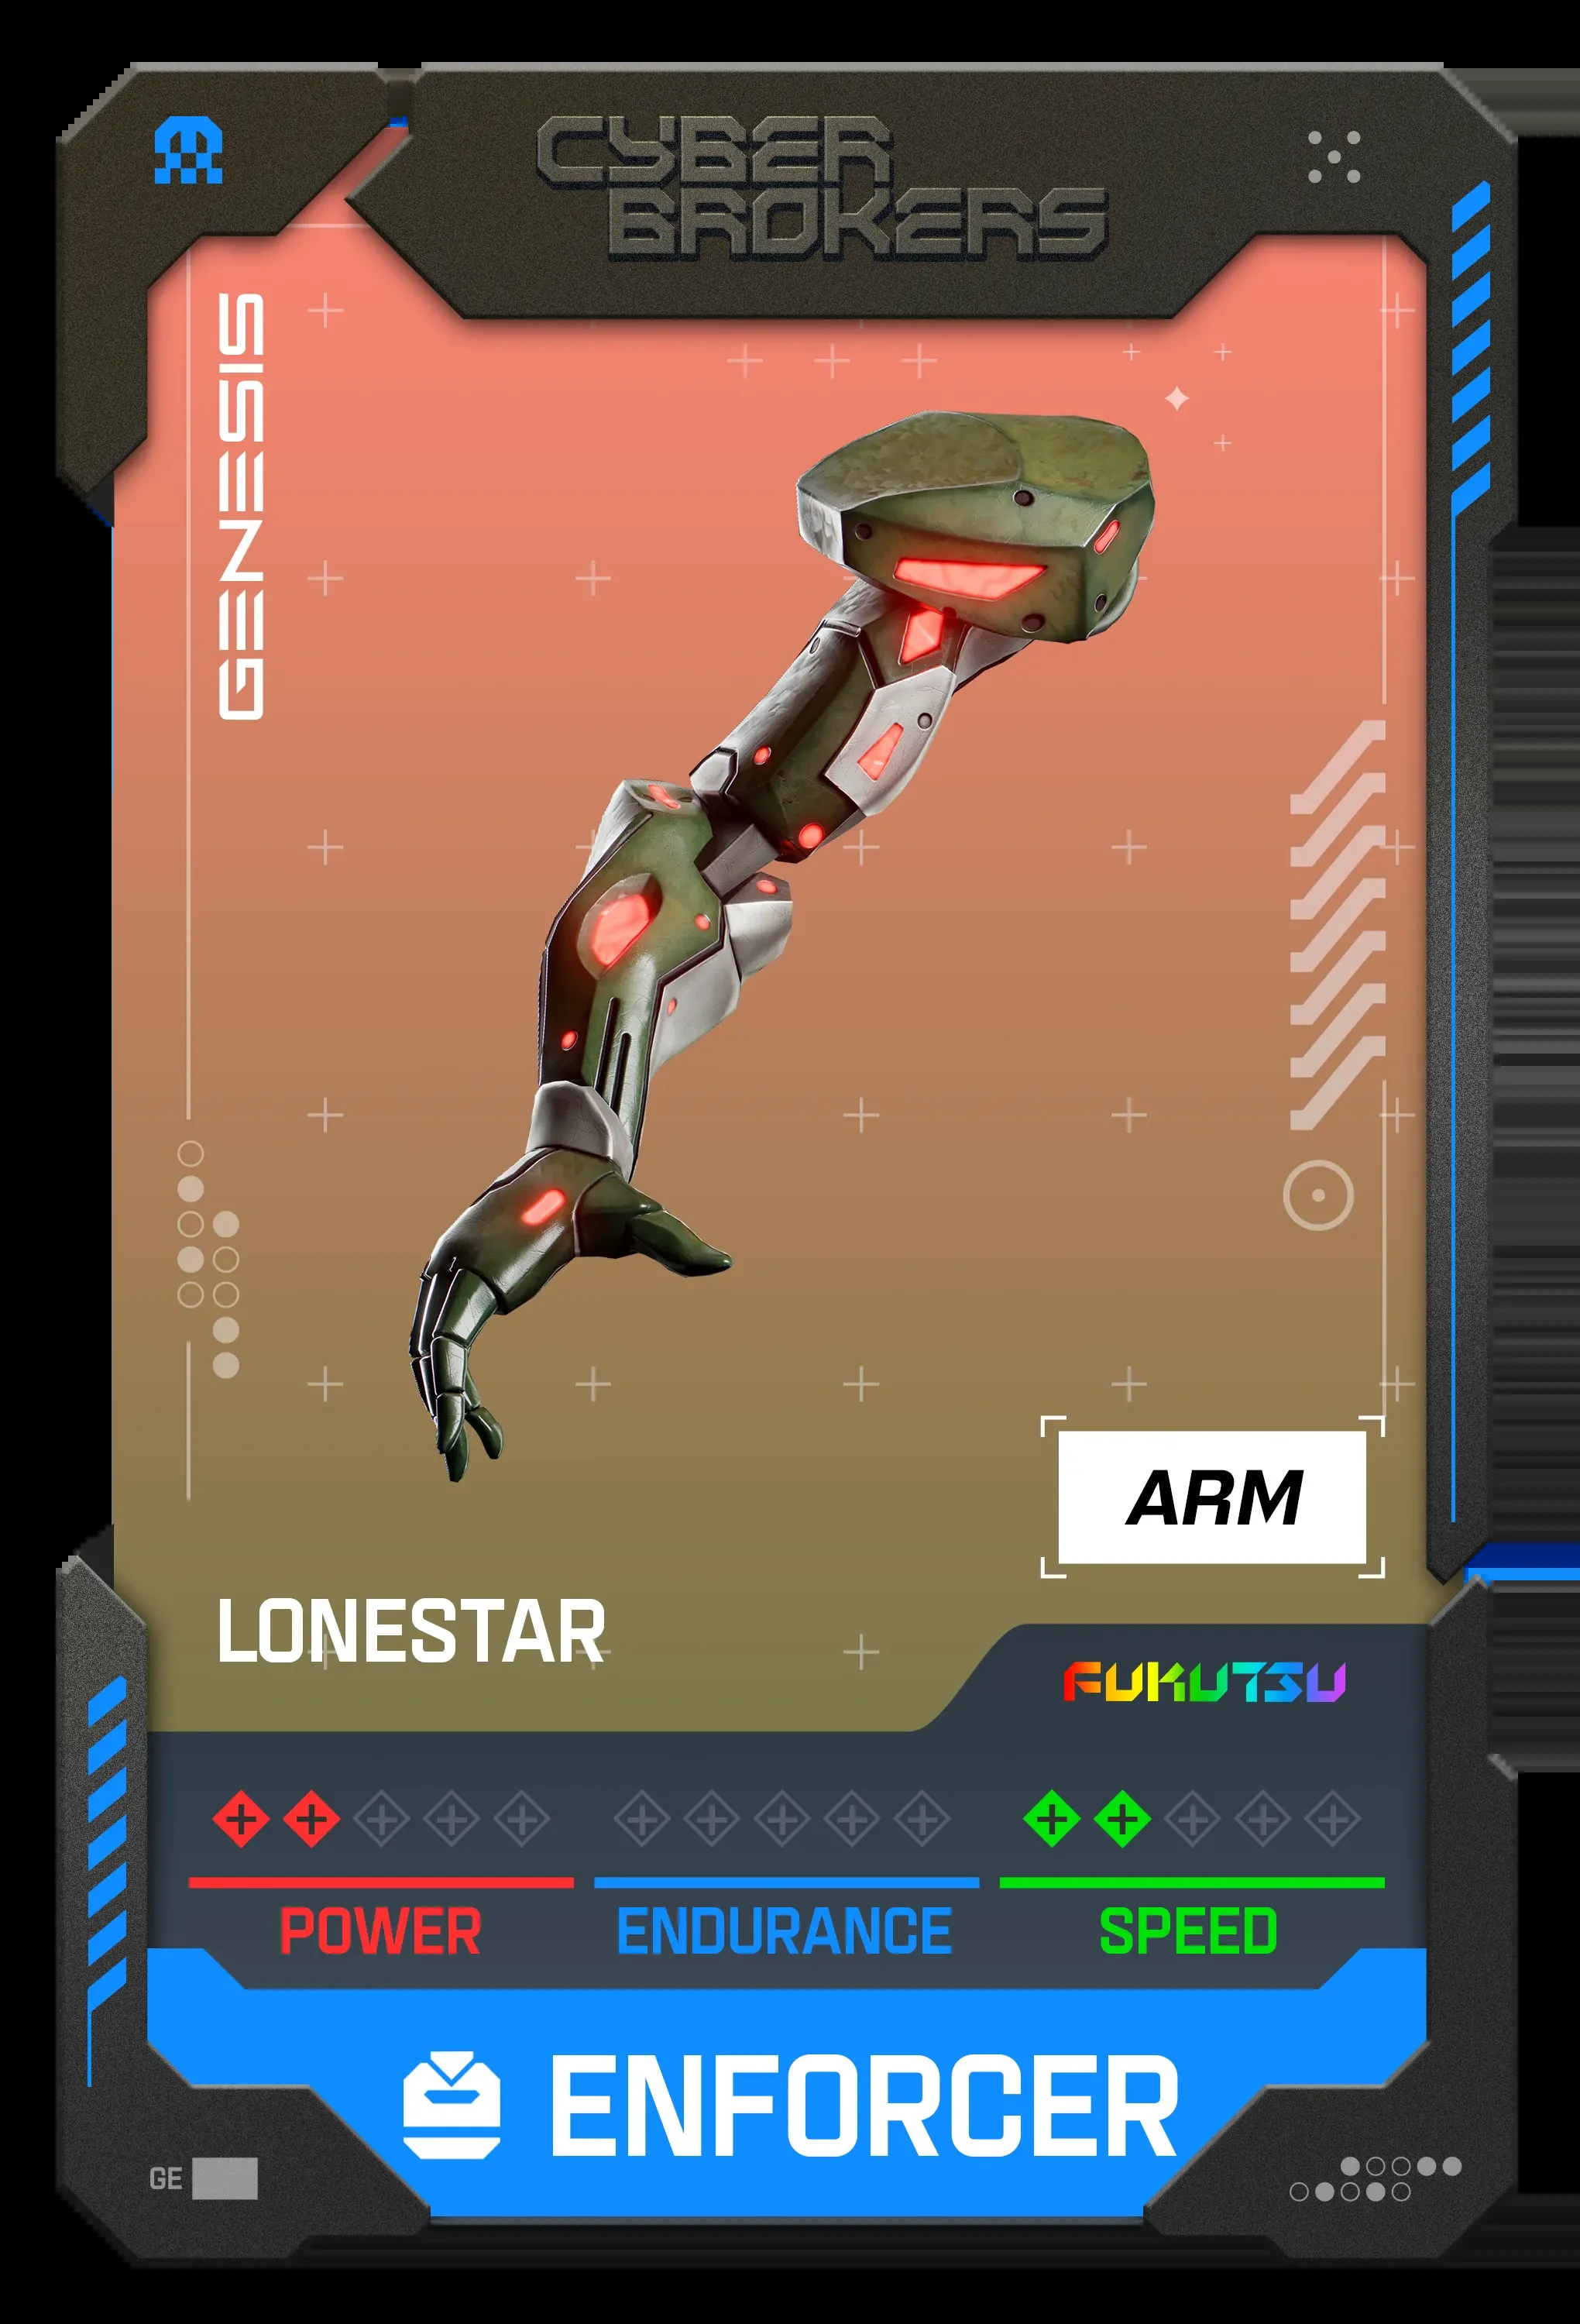 CYBER
BROKERS
GENESIS
ARM
LONESTAR
FUKUTSU
POWER
ENDURANCE
SPEED
ENFORCER
GE